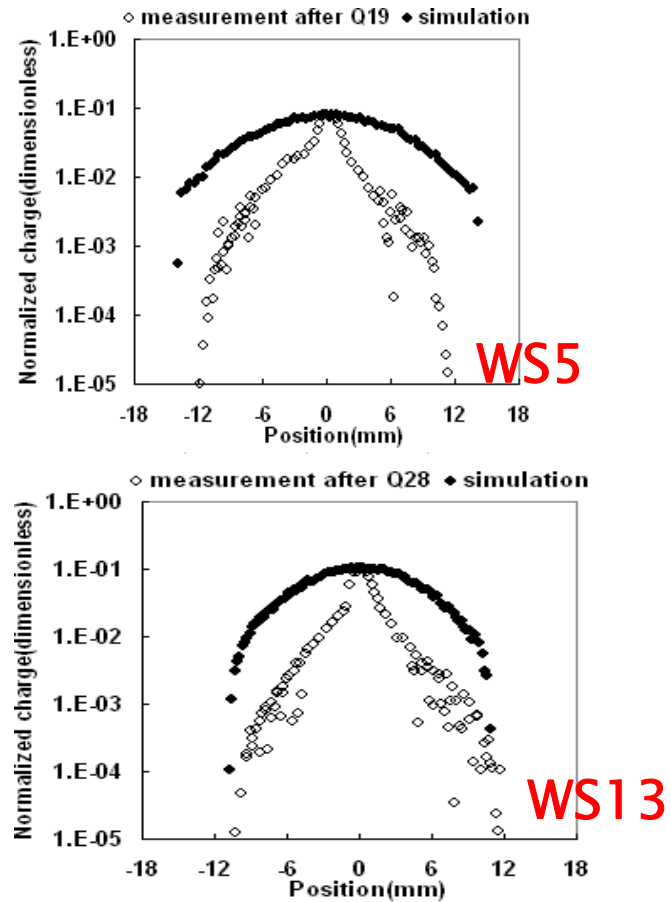 ◇ measurement after Q19 ◆ simulation
Normalized charge(dimensionless)
1.E+00
1.E-01
1.E-02
1.E-03
1.E-04
1.E-05
-18 -12 -6 0 6 12 18
Position(mm)
WS5
◇ measurement after Q28 ◆ simulation
Normalized charge(dimensionless)
1.E+00
1.E-01
1.E-02
1.E-03
1.E-04
1.E-05
-18 -12 -6 0 6 12 18
Position(mm)
WS13